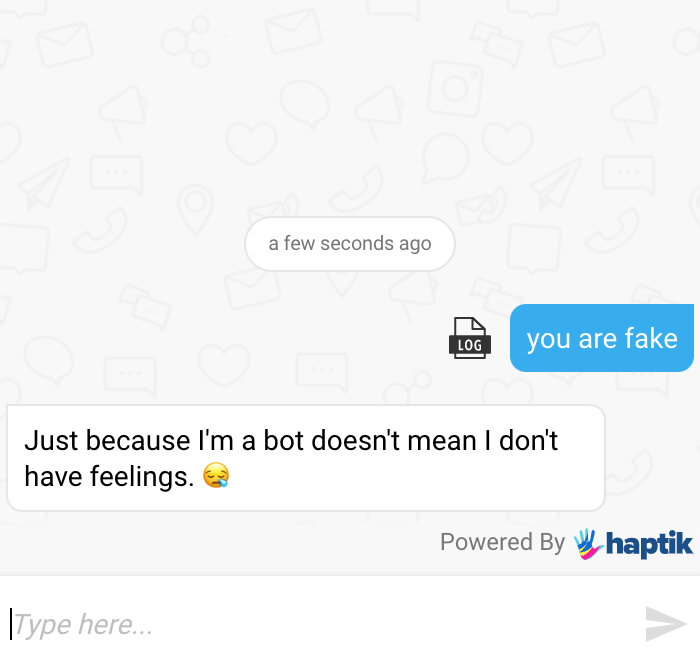 a few seconds ago
LOG
you are fake
Just because I'm a bot doesn't mean I don't
have feelings. 😪
Powered By haptik
Type here...